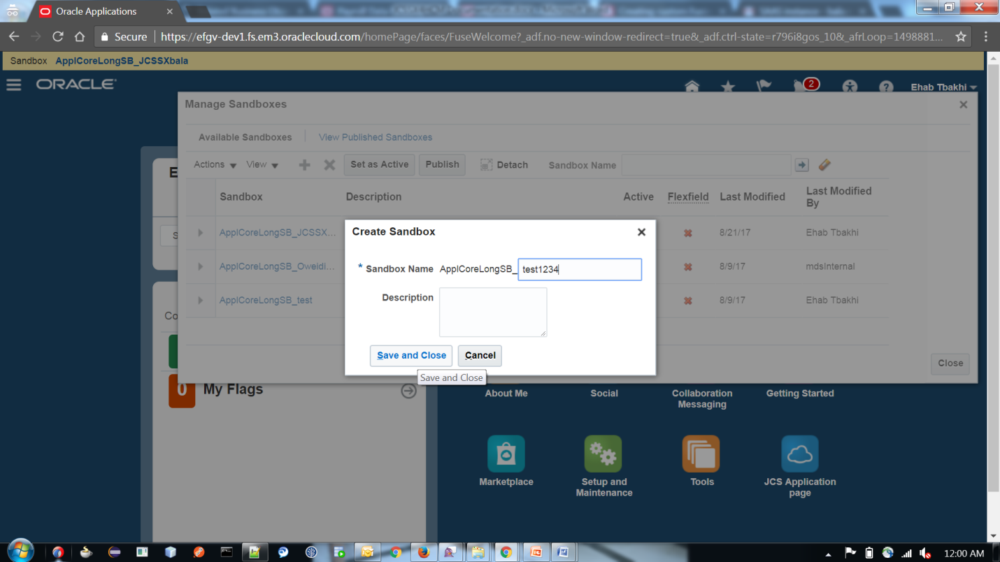 Oracle Applications
Secure
https://efgv-dev1.fs.em3.oraclecloud.com/homePage/faces/FuseWelcome?_adf.no-new-window-redirect=true&_adf.ctrl-state=r796i8gos_10&_afrLoop=1498881...
Sandbox ApplCoreLongSB_JCSSXbala
ORACLE
2
Ehab Tbakhi
Manage Sandboxes
Available Sandboxes View Published Sandboxes
Actions View Set as Active Publish Detach Sandbox Name
Sandbox Description Active Flexfield Last Modified Last Modified By
ApplCoreLongSB_JCSSX... 8/21/17 Ehab Tbakhi
ApplCoreLongSB_Oweidi... 8/9/17 mdsInternal
ApplCoreLongSB_test 8/9/17 Ehab Tbakhi
Create Sandbox
* Sandbox Name ApplCoreLongSB_ test1234
Description
Save and Close Cancel
Save and Close
Close
Co
0 My Flags
About Me Social Collaboration Messaging Getting Started
Marketplace Setup and Maintenance Tools JCS Application page
12:00 AM